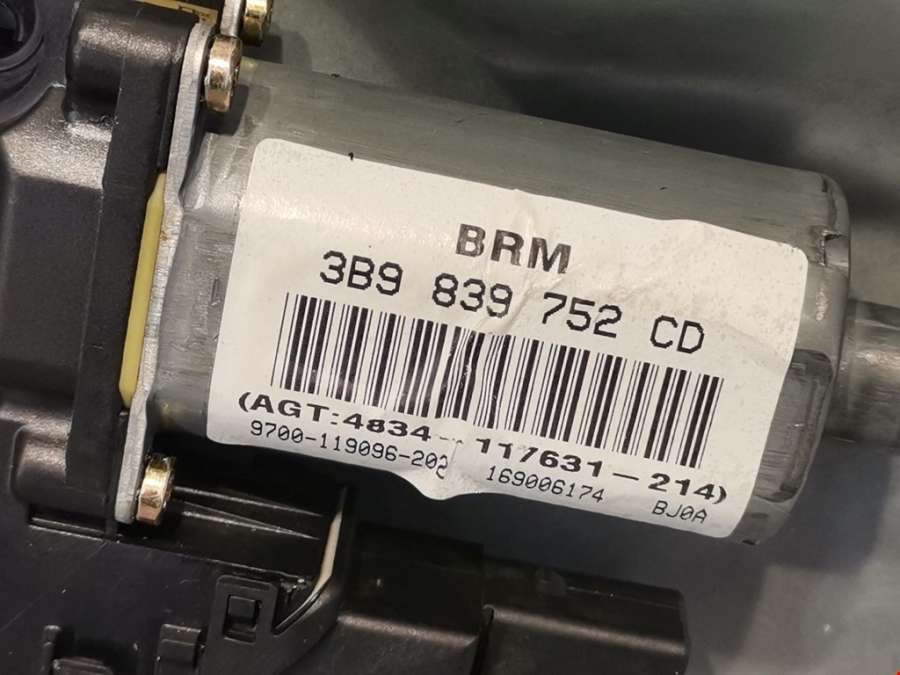 BRM
3B9 839 752 CD
(AGT:4834-117631-214)
9700-119096-202 169006174 BJ0A